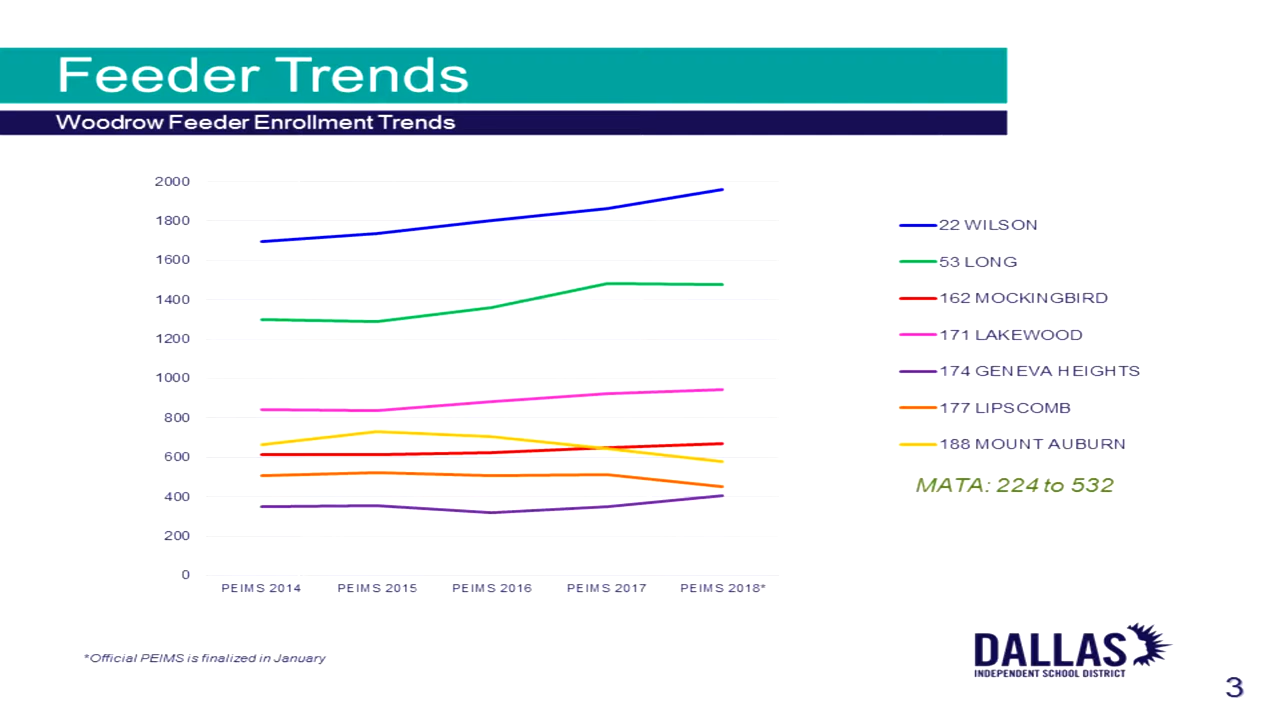 Feeder Trends
Woodrow Feeder Enrollment Trends
2000
1800
1600
1400
1200
1000
800
600
400
200
0
PEIMS 2014 PEIMS 2015 PEIMS 2016 PEIMS 2017 PEIMS 2018*
22 WILSON
53 LONG
162 MOCKINGBIRD
171 LAKEWOOD
174 GENEVA HEIGHTS
177 LIPSCOMB
188 MOUNT AUBURN
MATA: 224 to 532
*Official PEIMS is finalized in January
DALLAS
INDEPENDENT SCHOOL DISTRICT
3